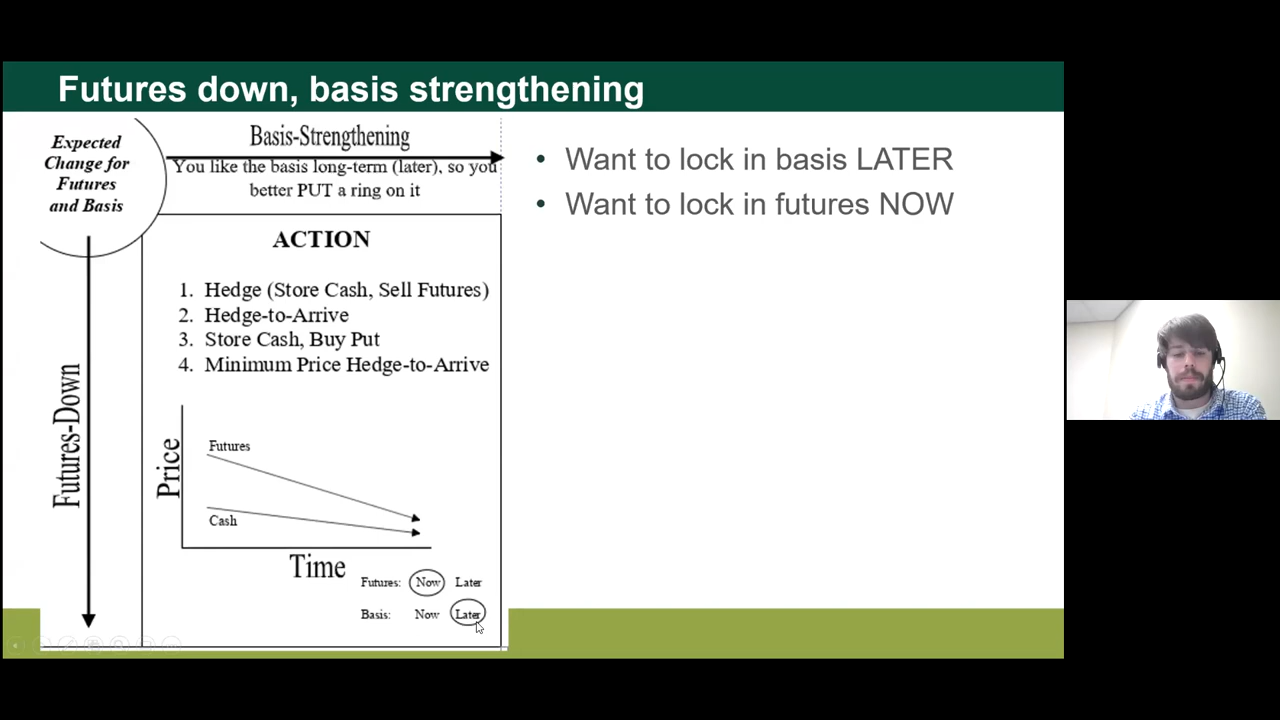 Futures down, basis strengthening
Expected
Change for
Futures
and Basis
Basis-Strengthening
You like the basis long-term (later), so you
better PUT a ring on it
Futures-Down
ACTION
1. Hedge (Store Cash, Sell Futures)
2. Hedge-to-Arrive
3. Store Cash, Buy Put
4. Minimum Price Hedge-to-Arrive
Price
Futures
Cash
Time
Futures: Now Later
Basis: Now Later
• Want to lock in basis LATER
• Want to lock in futures NOW